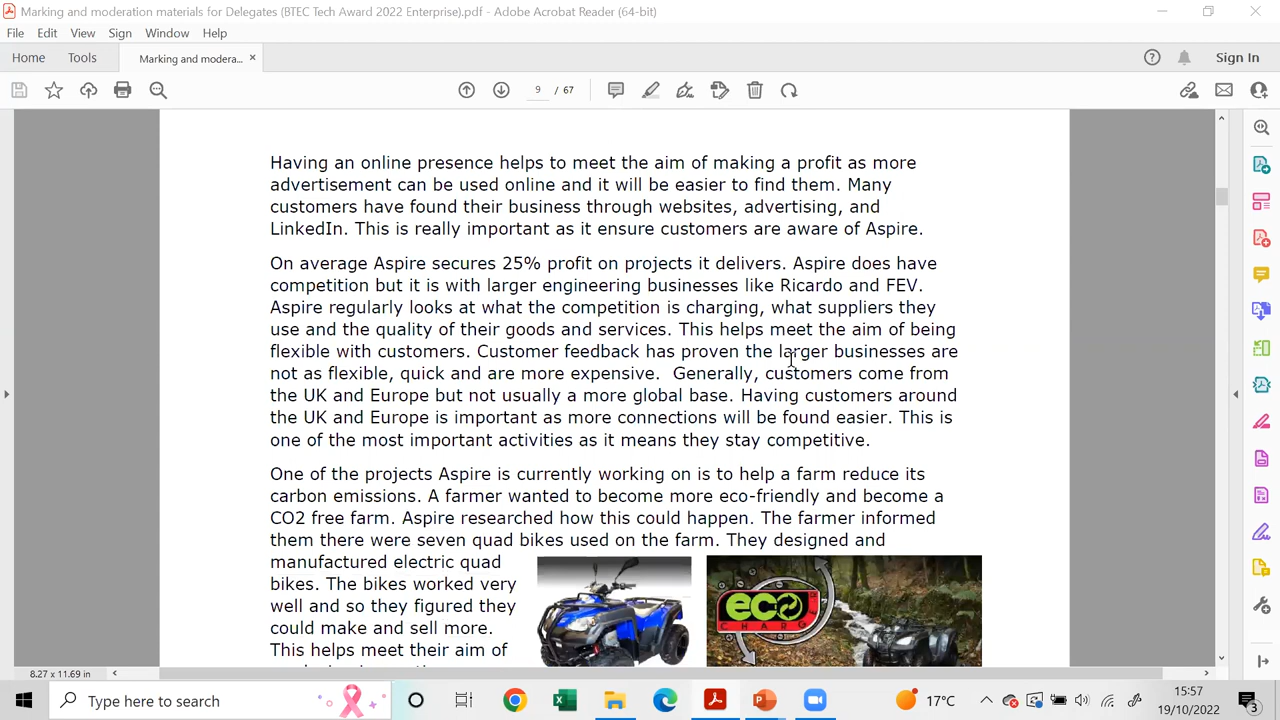 Marking and moderation materials for Delegates (BTEC Tech Award 2022 Enterprise).pdf - Adobe Acrobat Reader (64-bit)
File Edit View Sign Window Help
Home Tools Marking and modera... × Sign In
9 / 67
Having an online presence helps to meet the aim of making a profit as more
advertisement can be used online and it will be easier to find them. Many
customers have found their business through websites, advertising, and
LinkedIn. This is really important as it ensure customers are aware of Aspire.
On average Aspire secures 25% profit on projects it delivers. Aspire does have
competition but it is with larger engineering businesses like Ricardo and FEV.
Aspire regularly looks at what the competition is charging, what suppliers they
use and the quality of their goods and services. This helps meet the aim of being
flexible with customers. Customer feedback has proven the larger businesses are
not as flexible, quick and are more expensive. Generally, customers come from
the UK and Europe but not usually a more global base. Having customers around
the UK and Europe is important as more connections will be found easier. This is
one of the most important activities as it means they stay competitive.
One of the projects Aspire is currently working on is to help a farm reduce its
carbon emissions. A farmer wanted to become more eco-friendly and become a
CO2 free farm. Aspire researched how this could happen. The farmer informed
them there were seven quad bikes used on the farm. They designed and
manufactured electric quad
bikes. The bikes worked very
well and so they figured they
could make and sell more.
This helps meet their aim of
eco
CHARG
8.27 x 11.69 in
Type here to search
17°C
15:57
19/10/2022
3